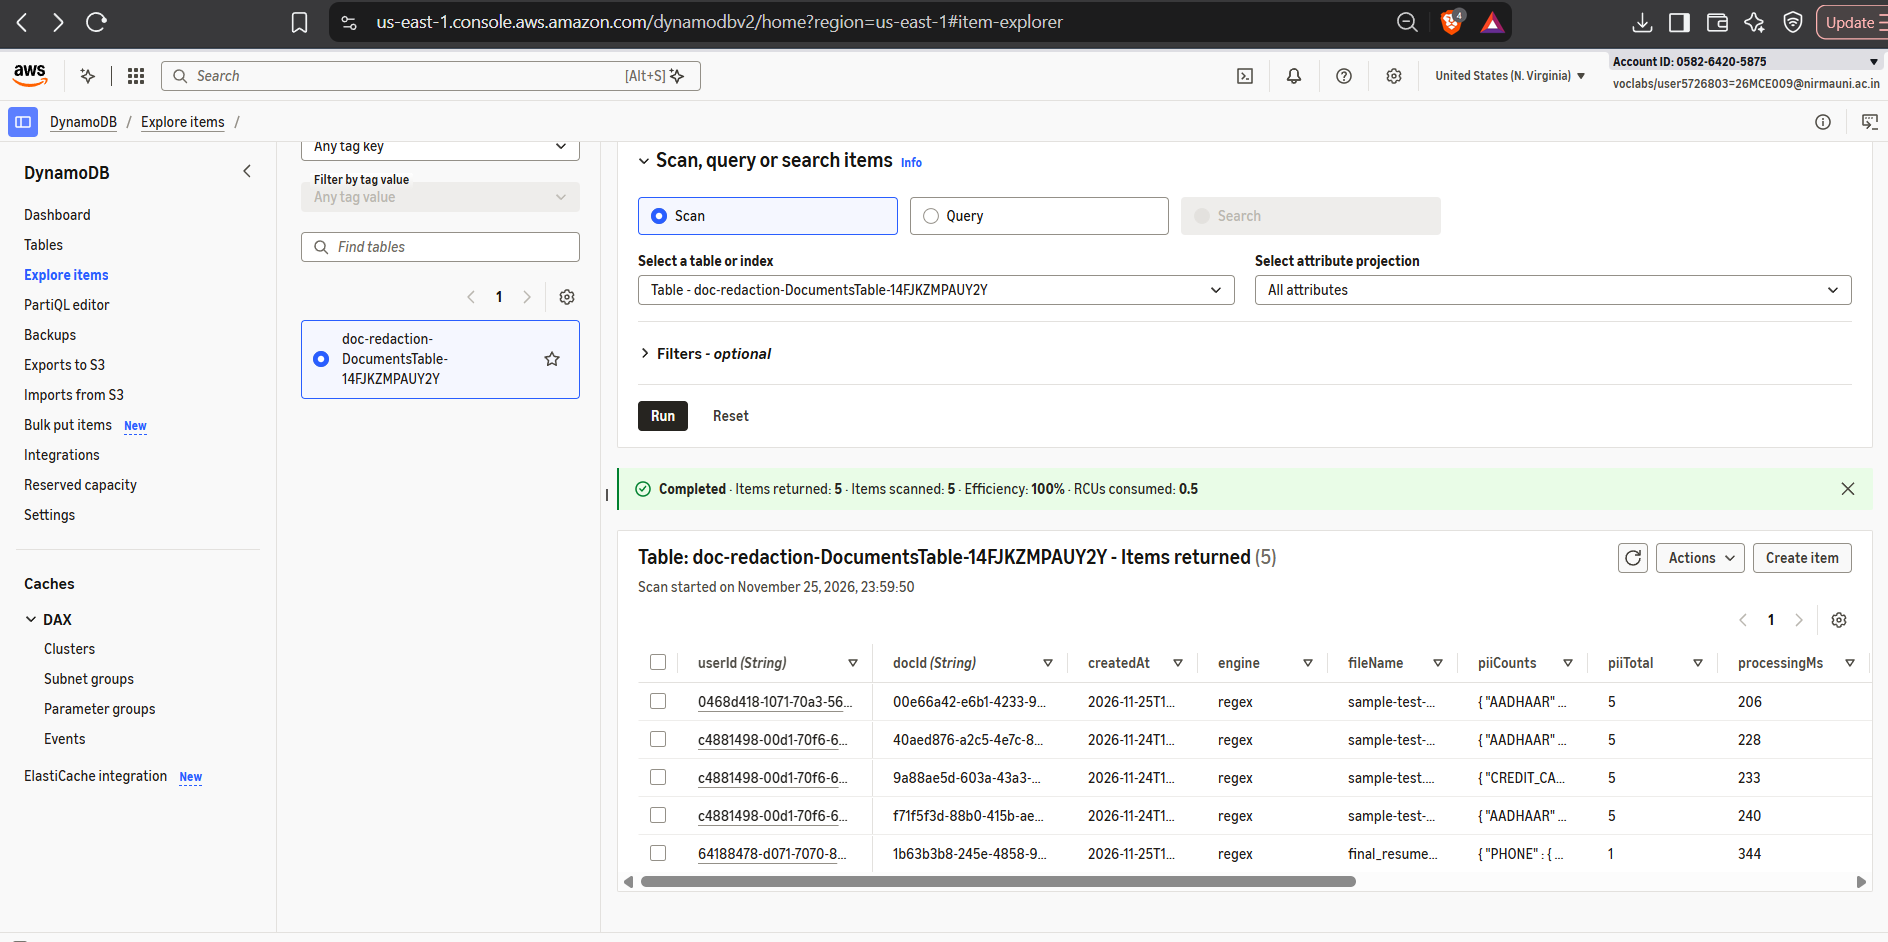 us-east-1.console.aws.amazon.com/dynamodbv2/home?region=us-east-1#item-explorer
4
Update
aws
Search
[Alt+S]
United States (N. Virginia)
Account ID: 0582-6420-5875
voclabs/user5726803=26MCE009@nirmauni.ac.in
DynamoDB / Explore items /
DynamoDB
Dashboard
Tables
Explore items
PartiQL editor
Backups
Exports to S3
Imports from S3
Bulk put items New
Integrations
Reserved capacity
Settings
Caches
DAX
Clusters
Subnet groups
Parameter groups
Events
ElastiCache integration New
Any tag key
Filter by tag value
Any tag value
Find tables
1
doc-redaction-
DocumentsTable-
14FJKZMPAUY2Y
Scan, query or search items Info
Scan
Query
Search
Select a table or index
Table - doc-redaction-DocumentsTable-14FJKZMPAUY2Y
Select attribute projection
All attributes
Filters - optional
Run
Reset
Completed · Items returned: 5 · Items scanned: 5 · Efficiency: 100% · RCUs consumed: 0.5
Table: doc-redaction-DocumentsTable-14FJKZMPAUY2Y - Items returned (5)
Scan started on November 25, 2026, 23:59:50
Actions
Create item
1
userId (String) docId (String) createdAt engine fileName piiCounts piiTotal processingMs
0468d418-1071-70a3-56... 00e66a42-e6b1-4233-9... 2026-11-25T1... regex sample-test-... { "AADHAAR" ... 5 206
c4881498-00d1-70f6-6... 40aed876-a2c5-4e7c-8... 2026-11-24T1... regex sample-test-... { "AADHAAR" ... 5 228
c4881498-00d1-70f6-6... 9a88ae5d-603a-43a3-... 2026-11-24T1... regex sample-test.... { "CREDIT_CA... 5 233
c4881498-00d1-70f6-6... f71f5f3d-88b0-415b-ae... 2026-11-24T1... regex sample-test-... { "AADHAAR" ... 5 240
64188478-d071-7070-8... 1b63b3b8-245e-4858-9... 2026-11-25T1... regex final_resume... { "PHONE" : { ... 1 344